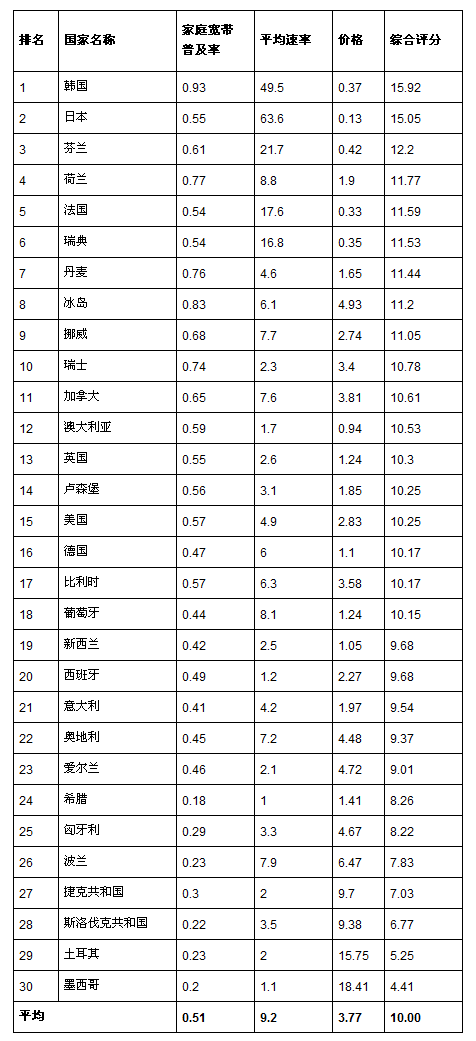 排名 国家名称 家庭宽带普及率 平均速率 价格 综合评分
1 韩国 0.93 49.5 0.37 15.92
2 日本 0.55 63.6 0.13 15.05
3 芬兰 0.61 21.7 0.42 12.2
4 荷兰 0.77 8.8 1.9 11.77
5 法国 0.54 17.6 0.33 11.59
6 瑞典 0.54 16.8 0.35 11.53
7 丹麦 0.76 4.6 1.65 11.44
8 冰岛 0.83 6.1 4.93 11.2
9 挪威 0.68 7.7 2.74 11.05
10 瑞士 0.74 2.3 3.4 10.78
11 加拿大 0.65 7.6 3.81 10.61
12 澳大利亚 0.59 1.7 0.94 10.53
13 英国 0.55 2.6 1.24 10.3
14 卢森堡 0.56 3.1 1.85 10.25
15 美国 0.57 4.9 2.83 10.25
16 德国 0.47 6 1.1 10.17
17 比利时 0.57 6.3 3.58 10.17
18 葡萄牙 0.44 8.1 1.24 10.15
19 新西兰 0.42 2.5 1.05 9.68
20 西班牙 0.49 1.2 2.27 9.68
21 意大利 0.41 4.2 1.97 9.54
22 奥地利 0.45 7.2 4.48 9.37
23 爱尔兰 0.46 2.1 4.72 9.01
24 希腊 0.18 1 1.41 8.26
25 匈牙利 0.29 3.3 4.67 8.22
26 波兰 0.23 7.9 6.47 7.83
27 捷克共和国 0.3 2 9.7 7.03
28 斯洛伐克共和国 0.22 3.5 9.38 6.77
29 土耳其 0.23 2 15.75 5.25
30 墨西哥 0.2 1.1 18.41 4.41
平均 0.51 9.2 3.77 10.00